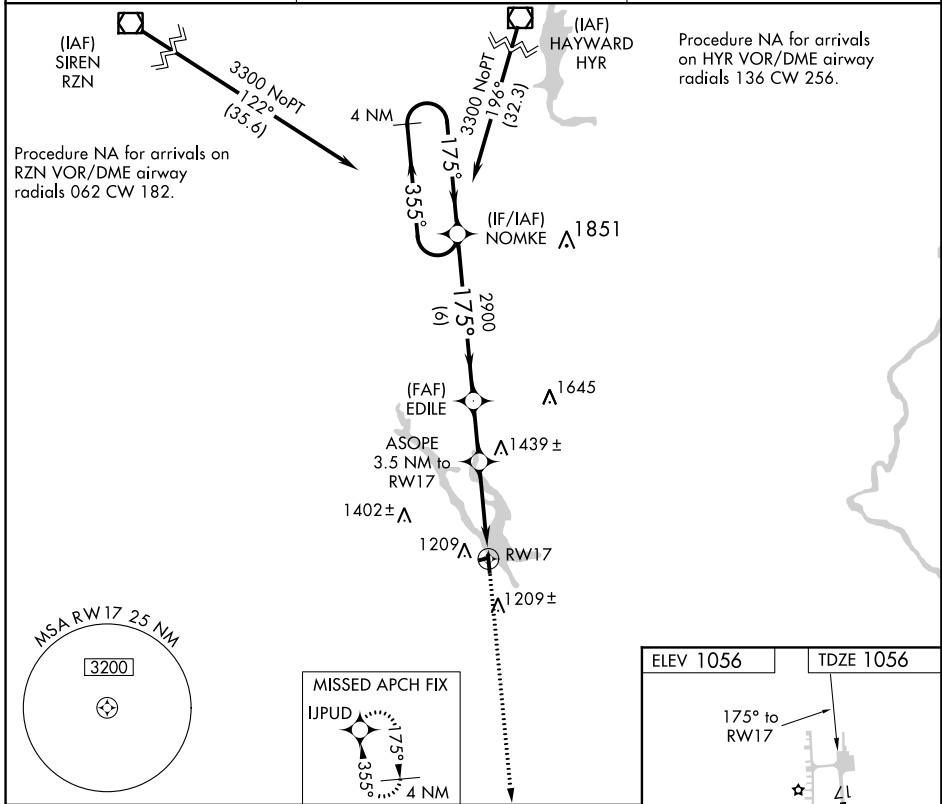 (IAF)
SIREN
RZN
3300 NoPT
122°
(35.6)
Procedure NA for arrivals on
RZN VOR/DME airway
radials 062 CW 182.
(IAF)
HAYWARD
HYR
3300 NoPT
196°
(32.3)
Procedure NA for arrivals
on HYR VOR/DME airway
radials 136 CW 256.
4 NM
175°
355°
(IF/IAF)
NOMKE
1851
2900
175°
(6)
(FAF)
EDILE
1645
ASOPE
3.5 NM to
RW17
1439 ±
1402 ±
1209
RW17
1209 ±
MSA RW17 25 NM
3200
MISSED APCH FIX
IJPUD
175°
355°
4 NM
ELEV 1056
TDZE 1056
175° to
RW17
17